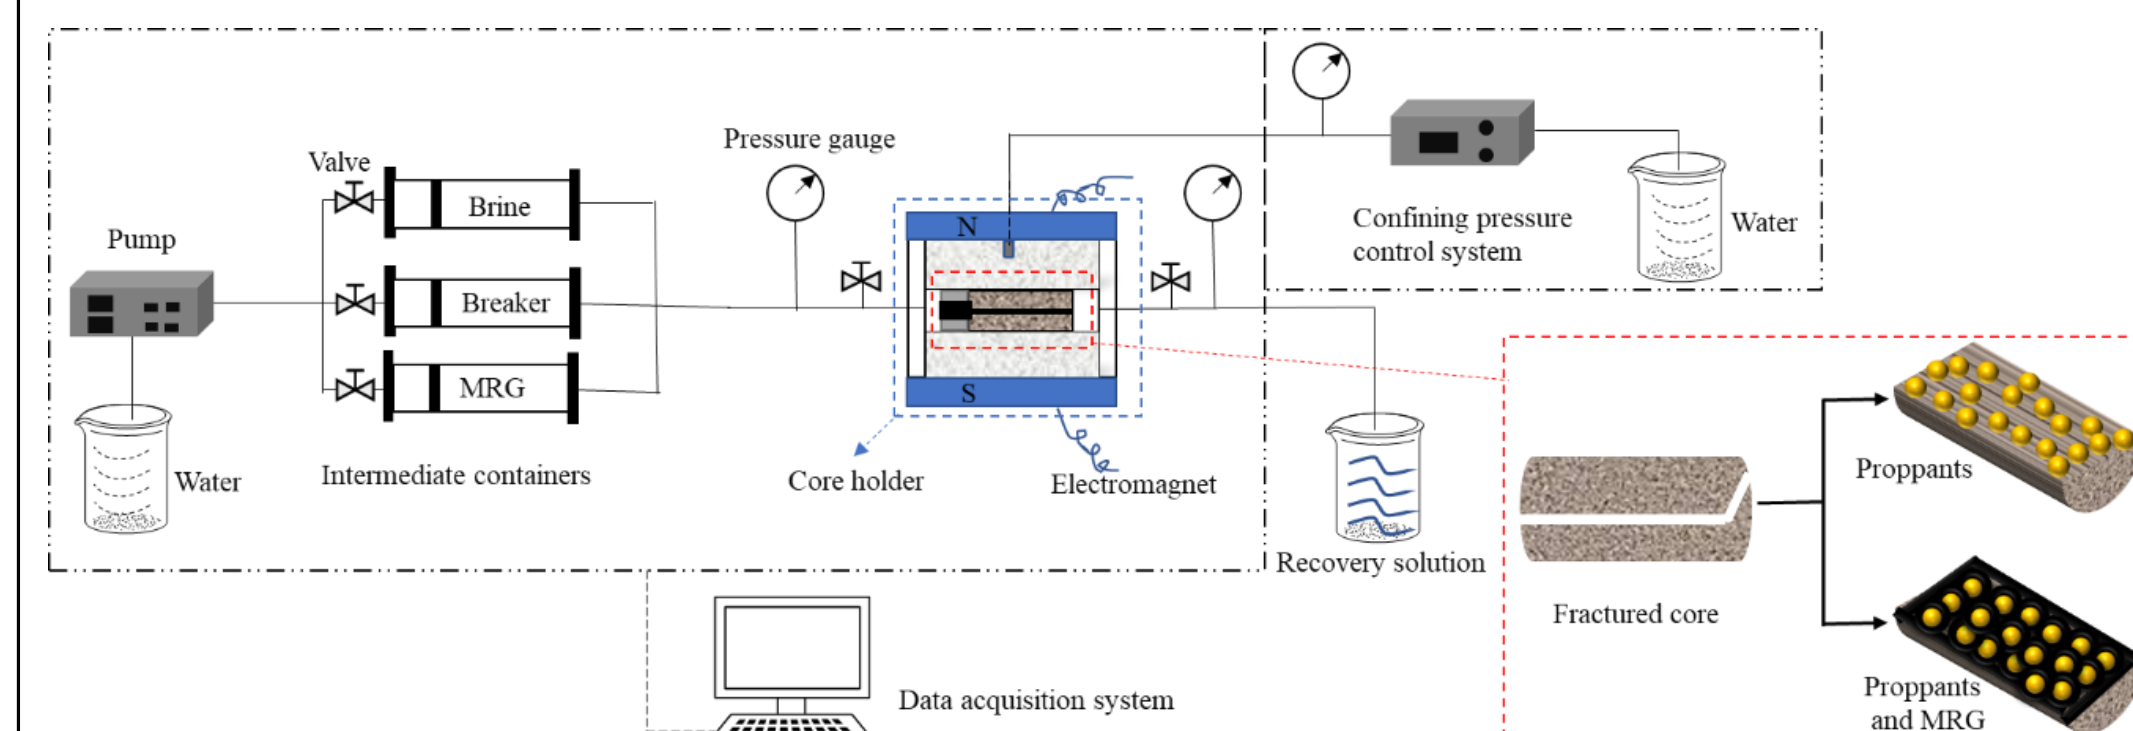 Pressure gauge
Valve
Brine
Pump
N
Confining pressure
control system
Water
Breaker
MRG
S
Water
Intermediate containers
Core holder
Electromagnet
Proppants
Recovery solution
Fractured core
Data acquisition system
Proppants
and MRG